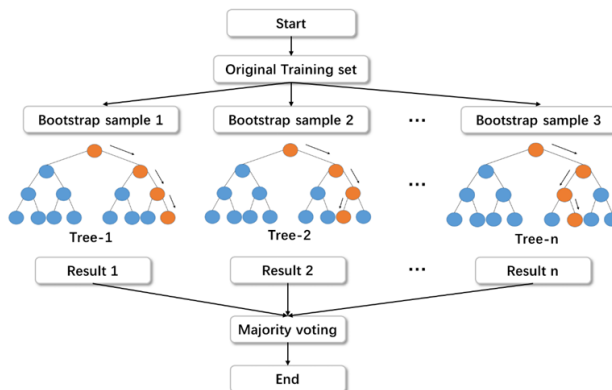 Start
Original Training set
Bootstrap sample 1
Bootstrap sample 2
...
Bootstrap sample 3
...
Tree-1
Tree-2
Tree-n
Result 1
Result 2
...
Result n
Majority voting
End